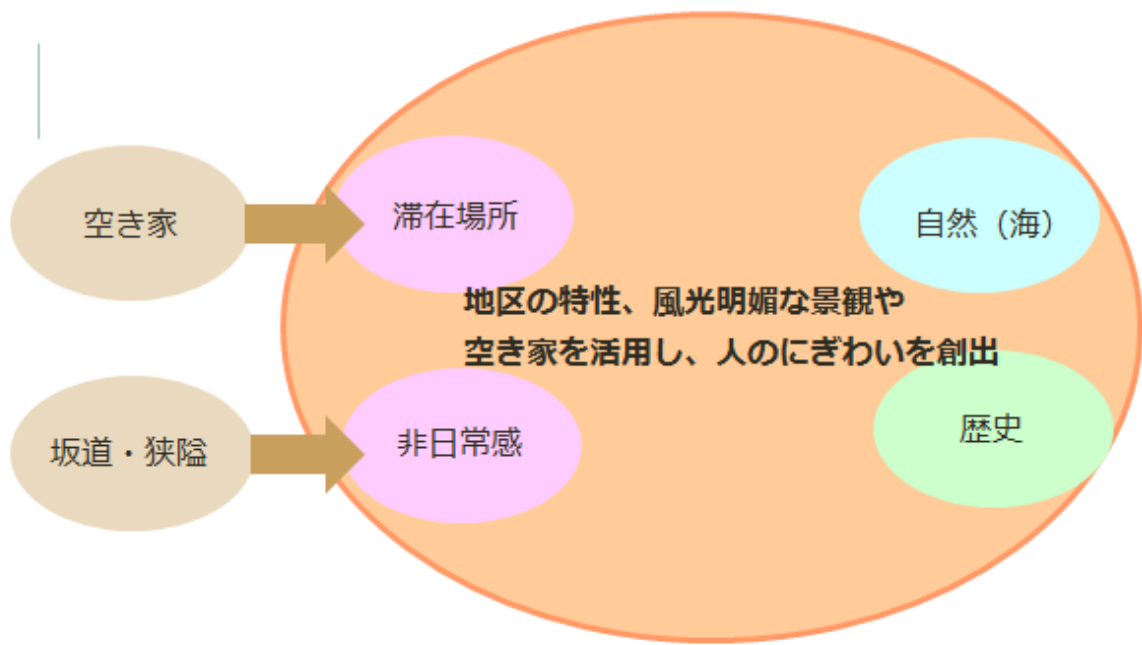 空き家
滞在場所
自然（海）
地区の特性、風光明媚な景観や
空き家を活用し、人のにぎわいを創出
坂道・狭隘
非日常感
歴史